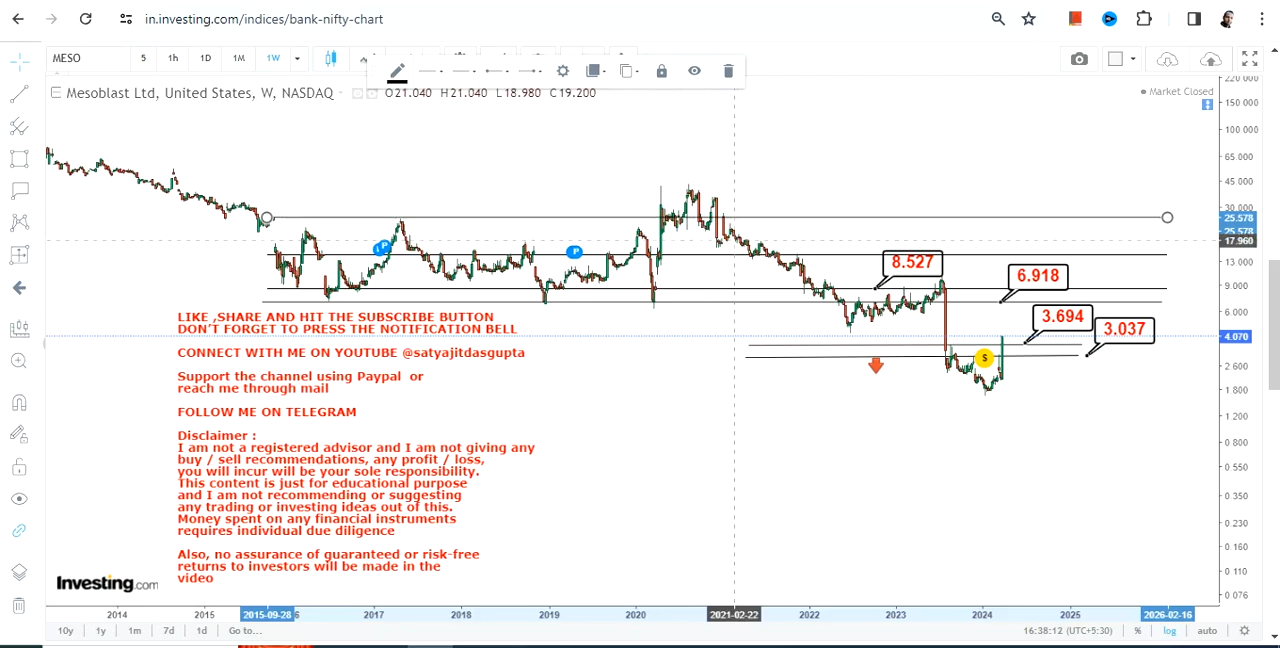 in.investing.com/indices/bank-nifty-chart
MESO 5 1h 1D 1M 1W
Mesoblast Ltd, United States, W, NASDAQ O21.040 H21.040 L18.980 C19.200
Market Closed
220 000
150.000
100.000
65.000
45.000
30.000
25.578
25.578
17.960
13.000
9.000
6.000
4.070
2.600
1.800
1.200
0.800
0.550
0.350
0.230
0.160
0.110
0.076
8.527
6.918
3.694
3.037
P
P
$
LIKE ,SHARE AND HIT THE SUBSCRIBE BUTTON
DON'T FORGET TO PRESS THE NOTIFICATION BELL
CONNECT WITH ME ON YOUTUBE @satyajitdasgupta
Support the channel using Paypal or
reach me through mail
FOLLOW ME ON TELEGRAM
Disclaimer :
I am not a registered advisor and I am not giving any
buy / sell recommendations, any profit / loss,
you will incur will be your sole responsibility.
This content is just for educational purpose
and I am not recommending or suggesting
any trading or investing ideas out of this.
Money spent on any financial instruments
requires individual due diligence
Also, no assurance of guaranteed or risk-free
returns to investors will be made in the
video
Investing.com
2014 2015 2015-09-28 6 2017 2018 2019 2020 2021-02-22 2022 2023 2024 2025 2026-02-16
10y 1y 1m 7d 1d Go to... 16:38:12 (UTC+5:30) % log auto